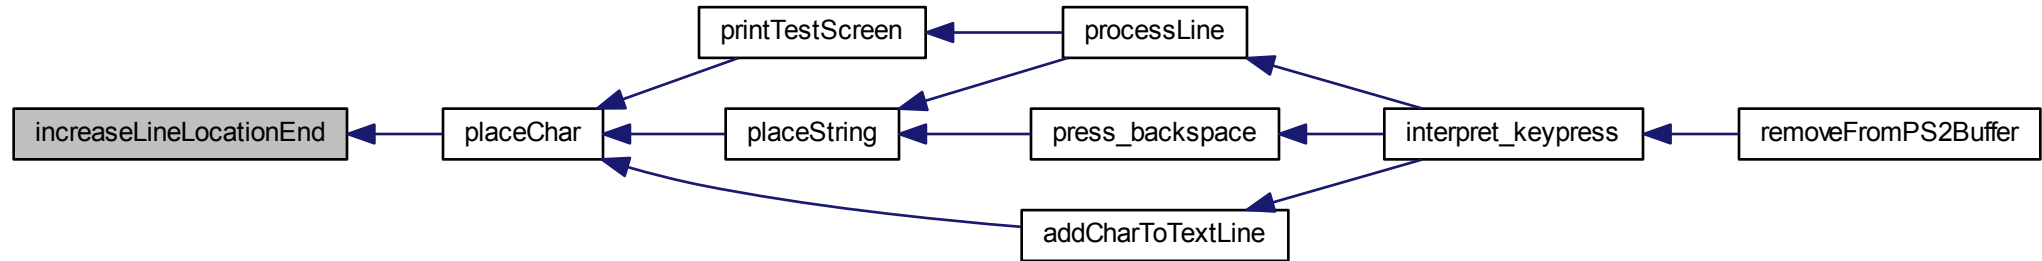 printTestScreen
processLine
increaseLineLocationEnd
placeChar
placeString
press_backspace
interpret_keypress
removeFromPS2Buffer
addCharToTextLine